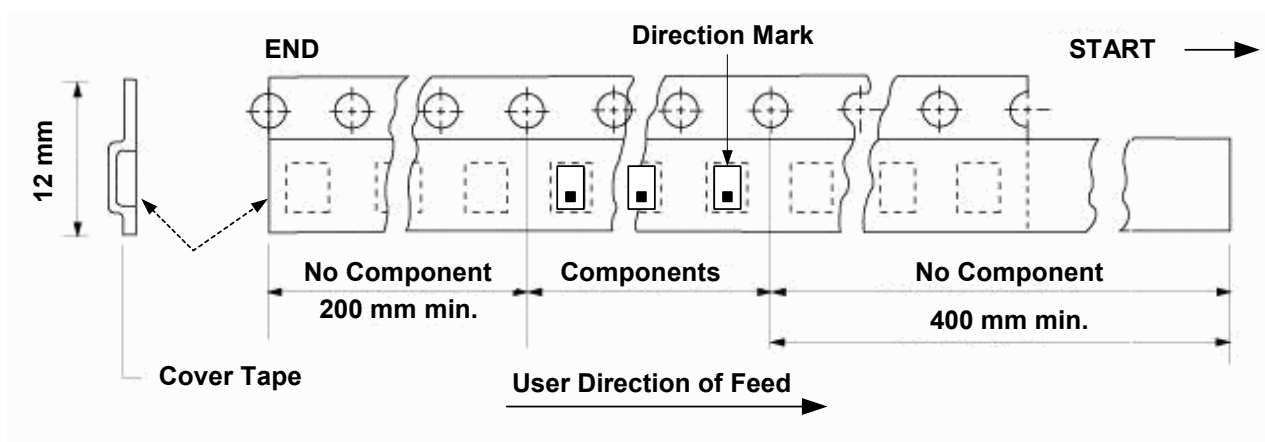 Direction Mark
END
START
12 mm
No Component
200 mm min.
Components
No Component
400 mm min.
Cover Tape
User Direction of Feed